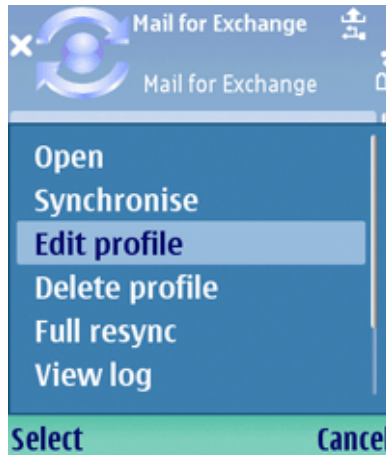 Mail for Exchange
Mail for Exchange
Open
Synchronise
Edit profile
Delete profile
Full resync
View log
Select Cancel